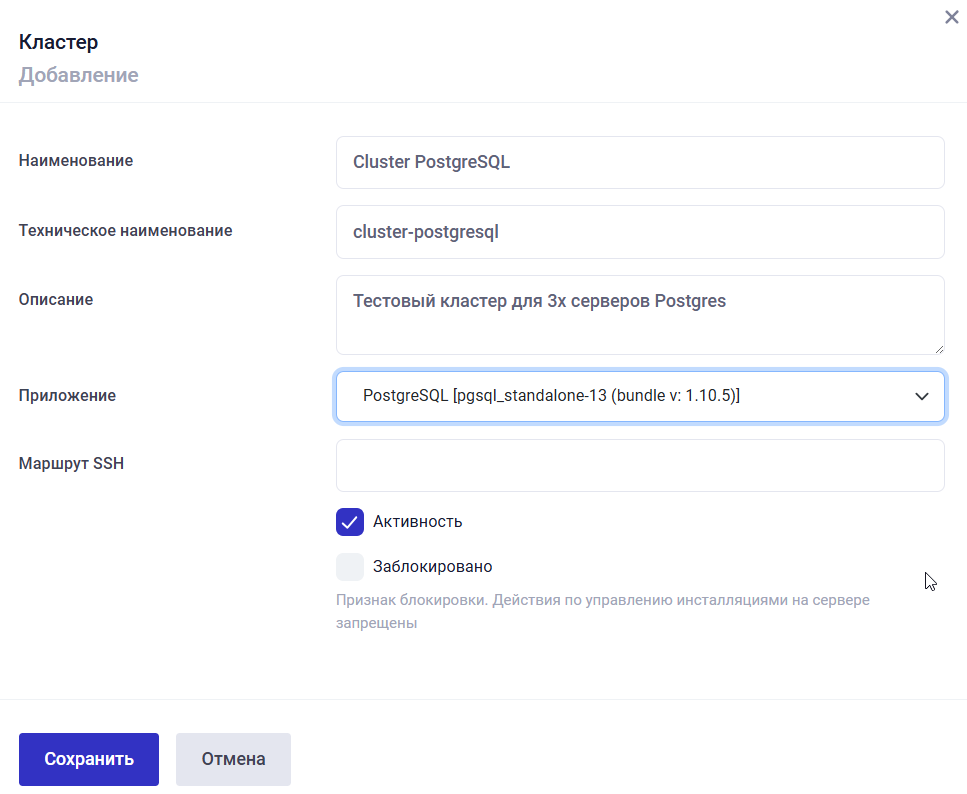 Кластер
Добавление
Наименование
Cluster PostgreSQL
Техническое наименование
cluster-postgresql
Описание
Тестовый кластер для 3х серверов Postgres
Приложение
PostgreSQL [pgsql_standalone-13 (bundle v: 1.10.5)]
Маршрут SSH
Активность
Заблокировано
Признак блокировки. Действия по управлению инсталляциями на сервере
запрещены
Сохранить
Отмена